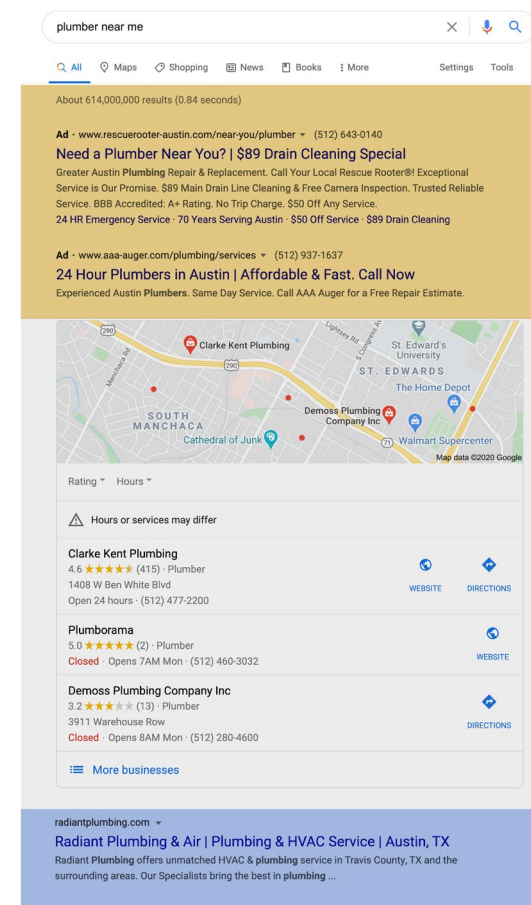 plumber near me
All Maps Shopping News Books More Settings Tools
About 614,000,000 results (0.84 seconds)
Ad · www.rescuerooter-austin.com/near-you/plumber (512) 643-0140
Need a Plumber Near You? | $89 Drain Cleaning Special
Greater Austin Plumbing Repair & Replacement. Call Your Local Rescue Rooter®! Exceptional
Service is Our Promise. $89 Main Drain Line Cleaning & Free Camera Inspection. Trusted Reliable
Service. BBB Accredited: A+ Rating. No Trip Charge. $50 Off Any Service.
24 HR Emergency Service · 70 Years Serving Austin · $50 Off Service · $89 Drain Cleaning
Ad · www.aaa-auger.com/plumbing/services (512) 937-1637
24 Hour Plumbers in Austin | Affordable & Fast. Call Now
Experienced Austin Plumbers. Same Day Service. Call AAA Auger for a Free Repair Estimate.
290
Lightsey Rd
S Congress A
Clarke Kent Plumbing
St. Edward's
University
Menchaca Rd
290
ST. EDWARDS
The Home Depot
SOUTH
MANCHACA
Demoss Plumbing
Company Inc
Cathedral of Junk
71
Walmart Supercenter
Map data ©2020 Google
Rating Hours
Hours or services may differ
Clarke Kent Plumbing
4.6 (415) · Plumber
1408 W Ben White Blvd
Open 24 hours · (512) 477-2200
WEBSITE DIRECTIONS
Plumborama
5.0 (2) · Plumber
Closed · Opens 7AM Mon · (512) 460-3032
WEBSITE
Demoss Plumbing Company Inc
3.2 (13) · Plumber
3911 Warehouse Row
Closed · Opens 8AM Mon · (512) 280-4600
DIRECTIONS
More businesses
radiantplumbing.com
Radiant Plumbing & Air | Plumbing & HVAC Service | Austin, TX
Radiant Plumbing offers unmatched HVAC & plumbing service in Travis County, TX and the
surrounding areas. Our Specialists bring the best in plumbing ...